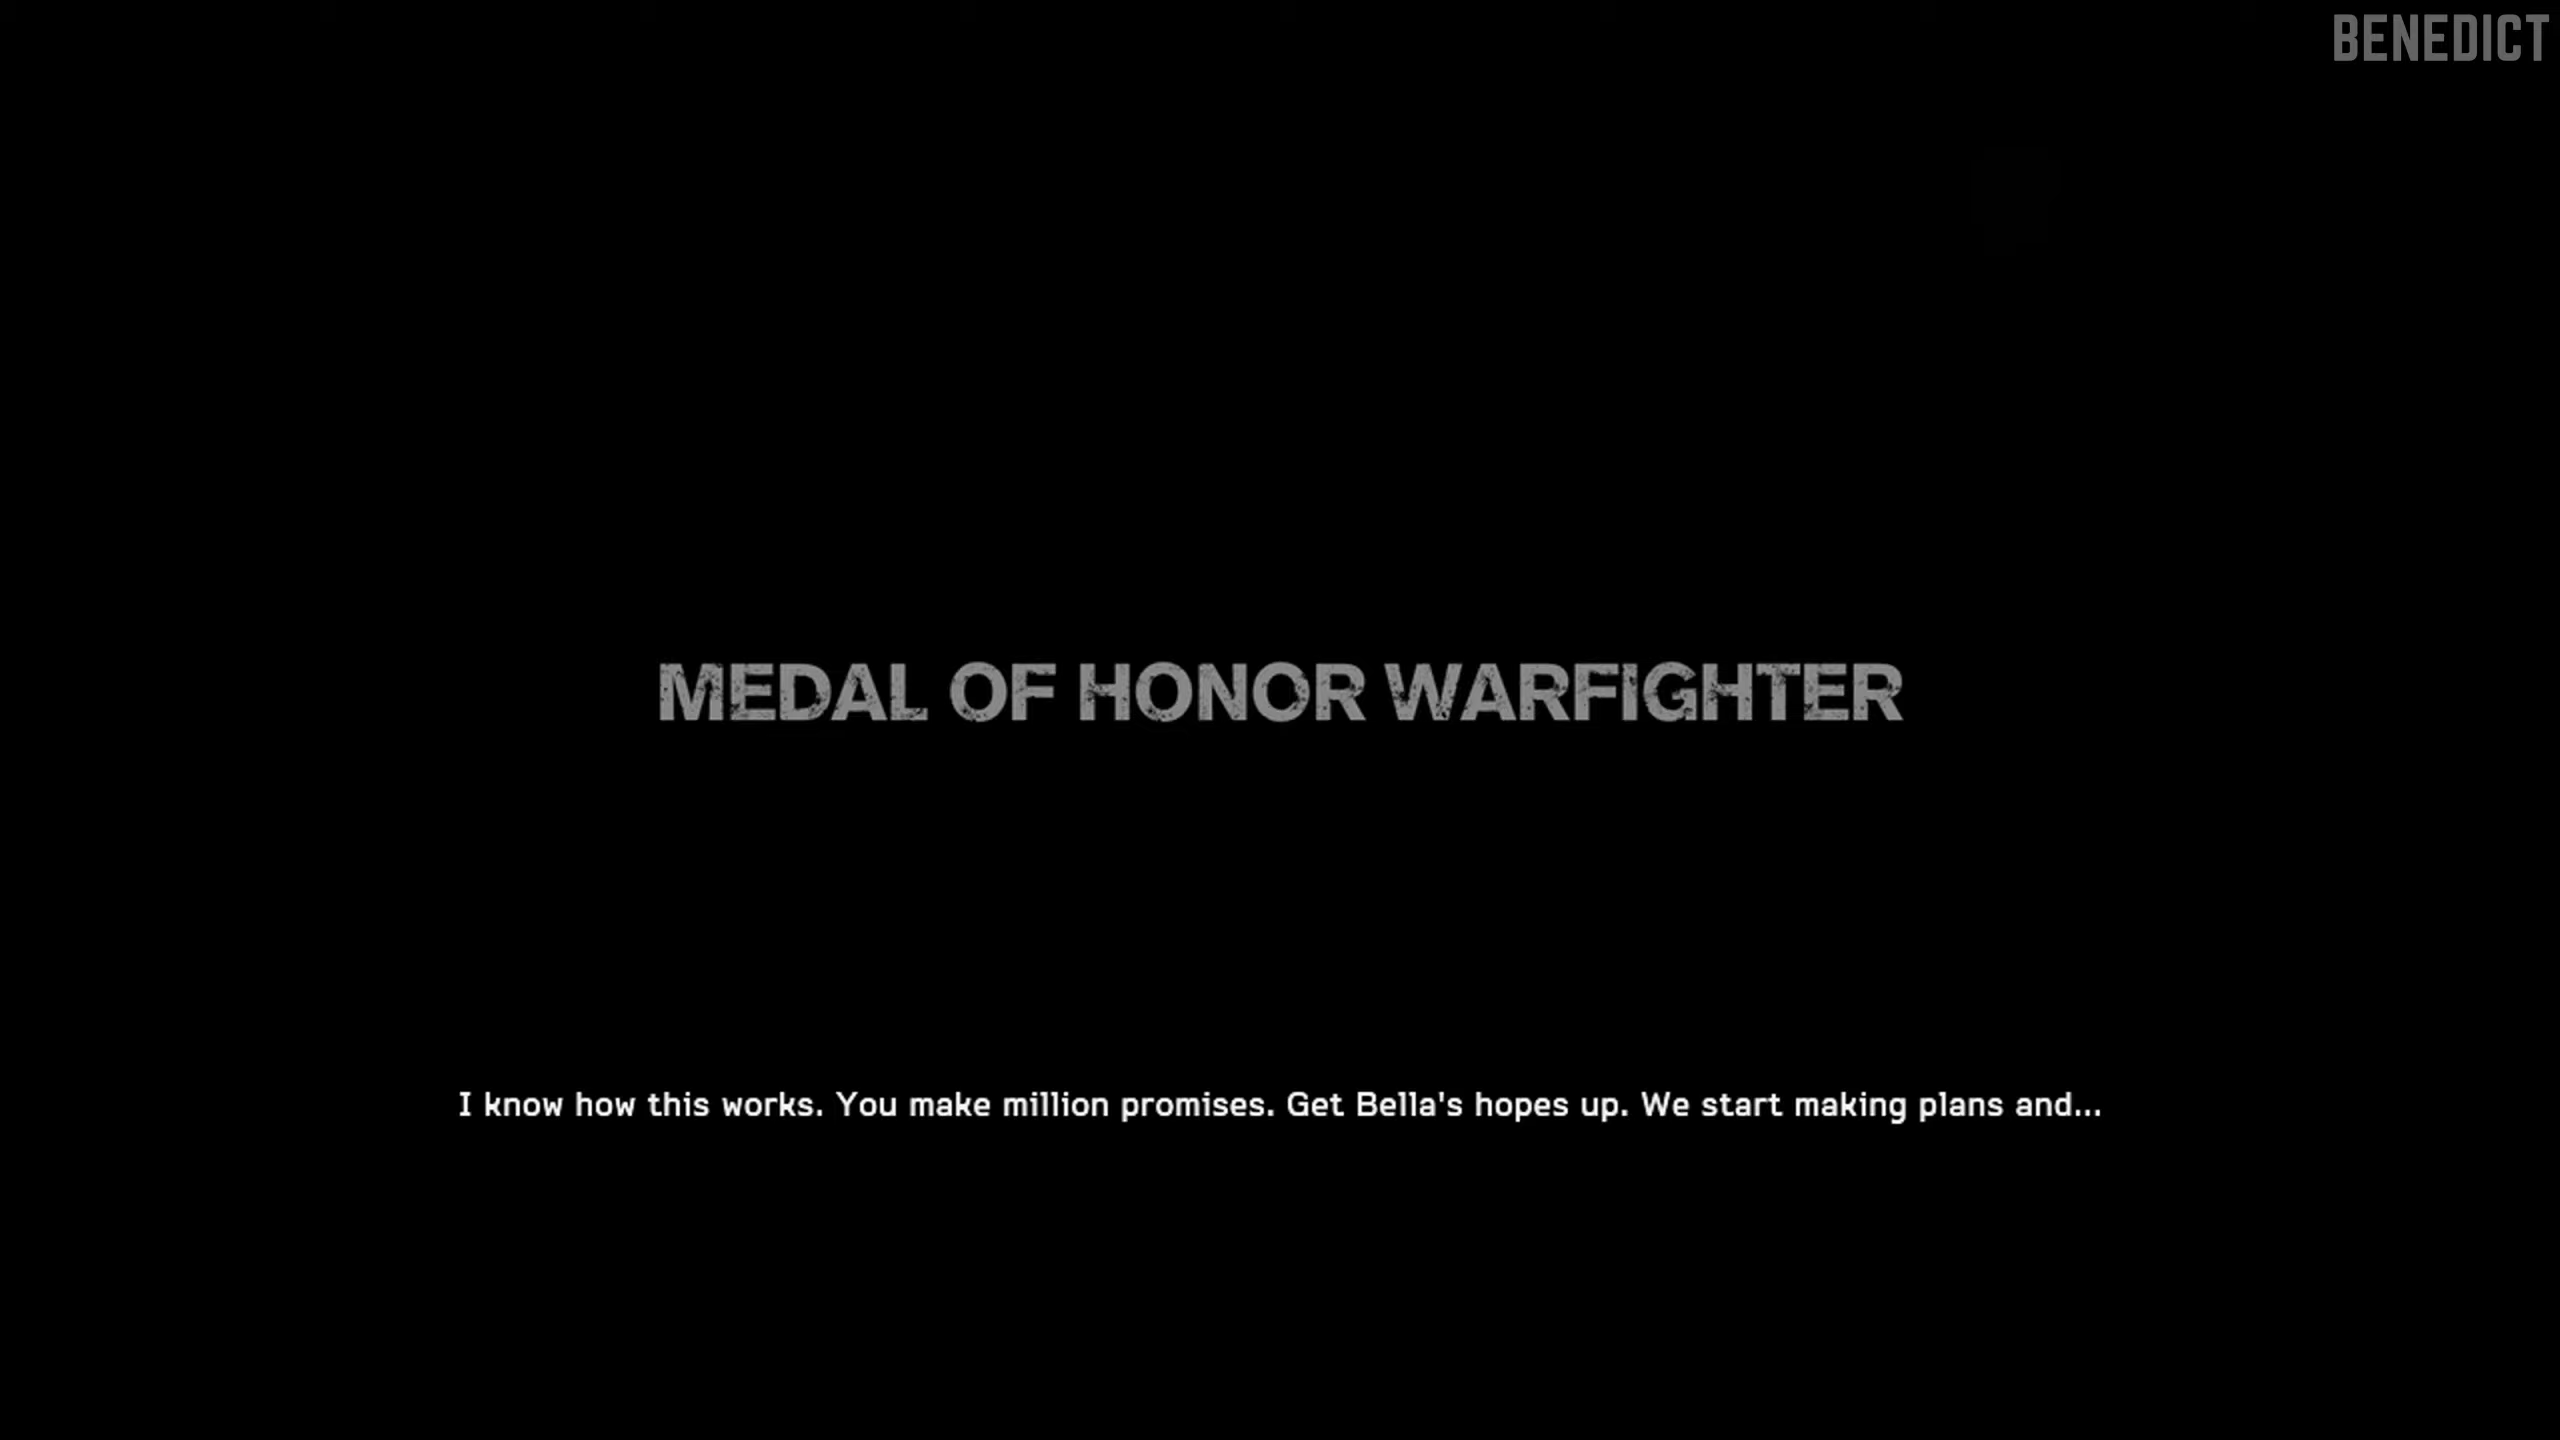 BENEDICT
MEDAL OF HONOR WARFIGHTER
I know how this works. You make million promises. Get Bella's hopes up. We start making plans and...